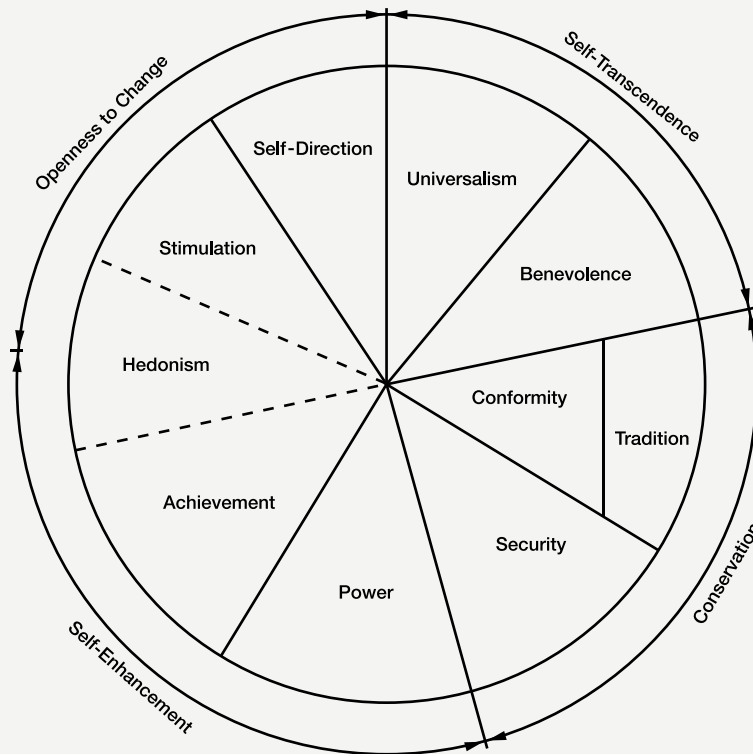 Openness to Change
Self-Transcendence
Self-Direction
Universalism
Stimulation
Benevolence
Hedonism
Conformity
Tradition
Achievement
Security
Power
Self-Enhancement
Conservation